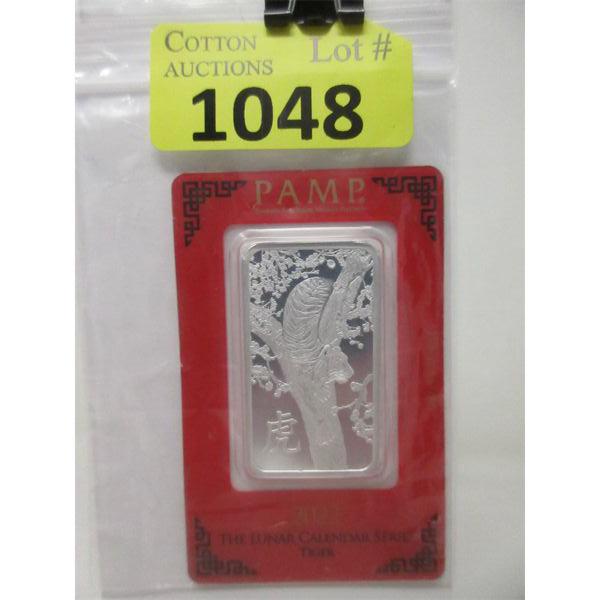 COTTON
AUCTIONS
Lot #
1048
PAMP.
虎
THE LUNAR CALENDAR SERIES
TIGER